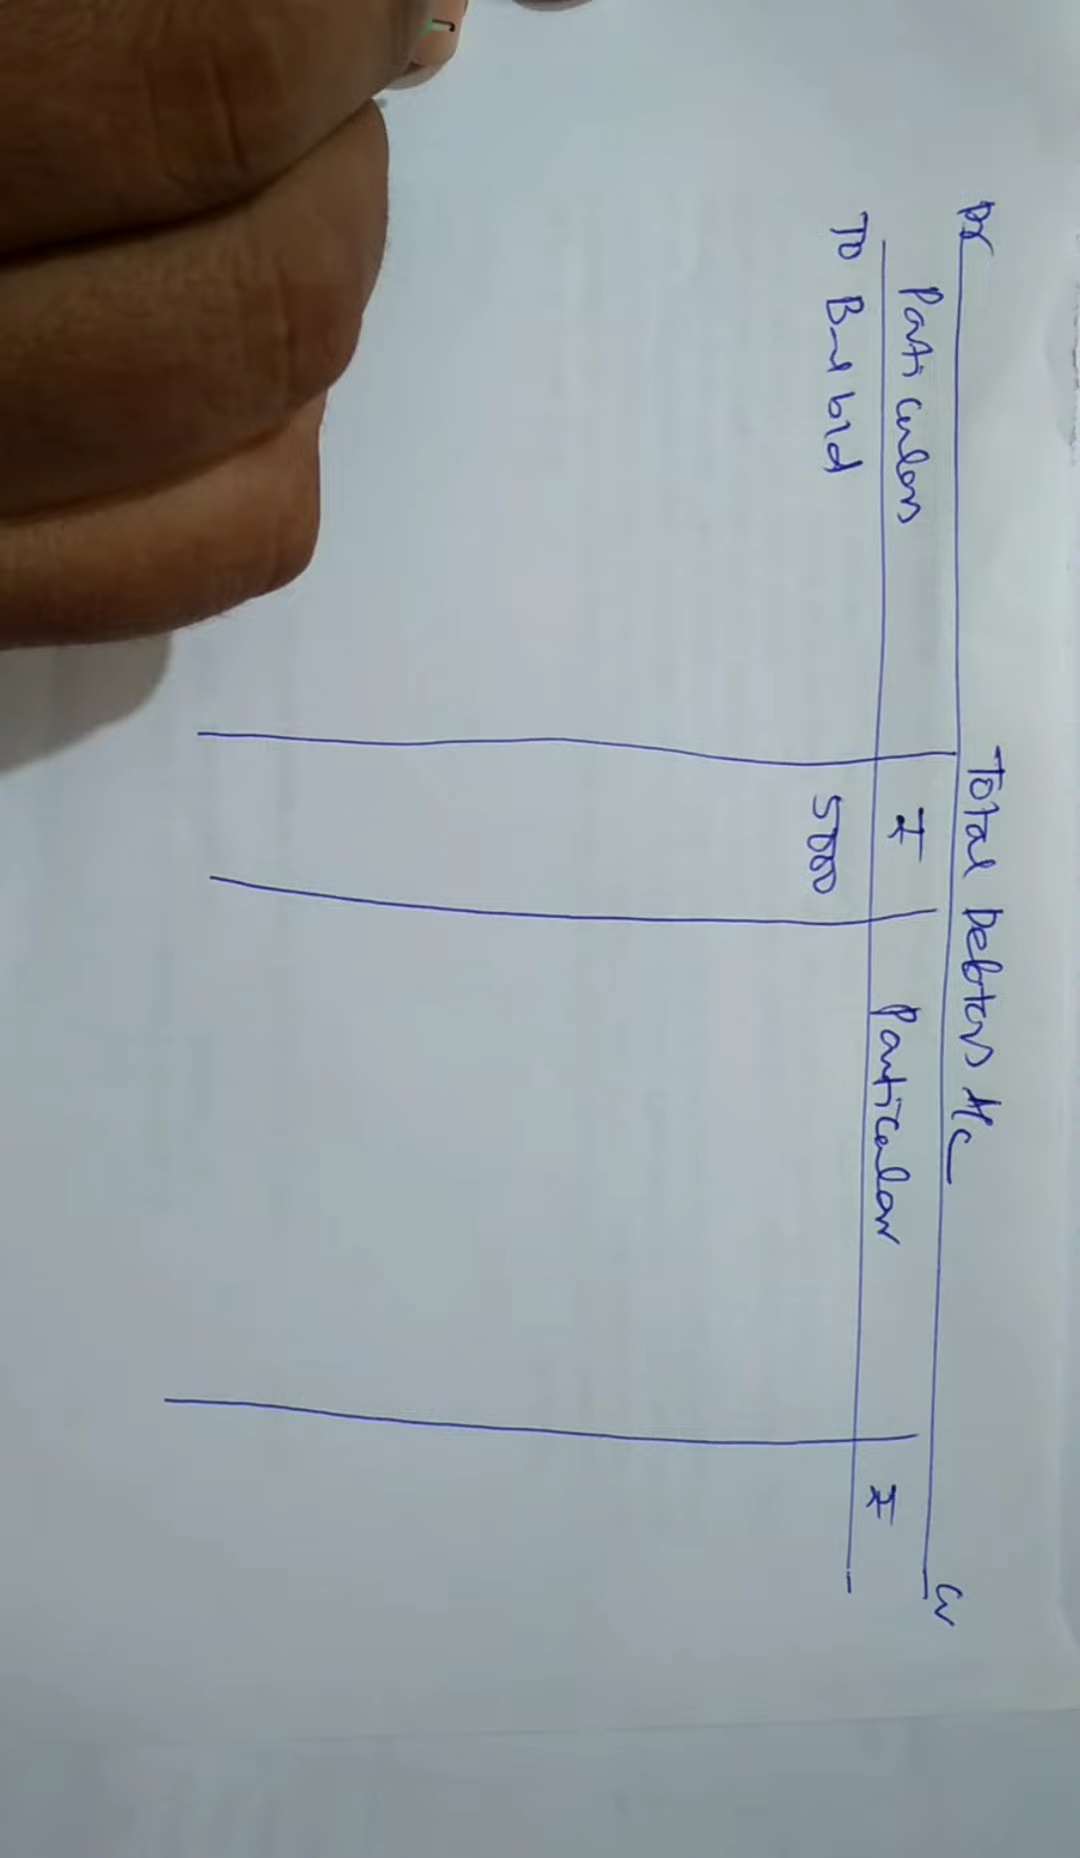 Total Debtors A/c
Dr Cr
Particulars ₹ Particular ₹
To Bal b/d 5000